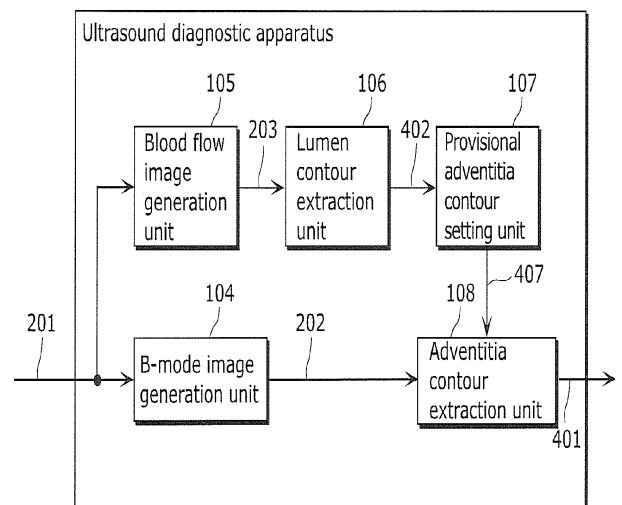 Ultrasound diagnostic apparatus
105
106
107
Blood flow
image
generation
unit
203
Lumen
contour
extraction
unit
402
Provisional
adventitia
contour
setting unit
407
201
104
202
108
B-mode image
generation unit
Adventitia
contour
extraction unit
401